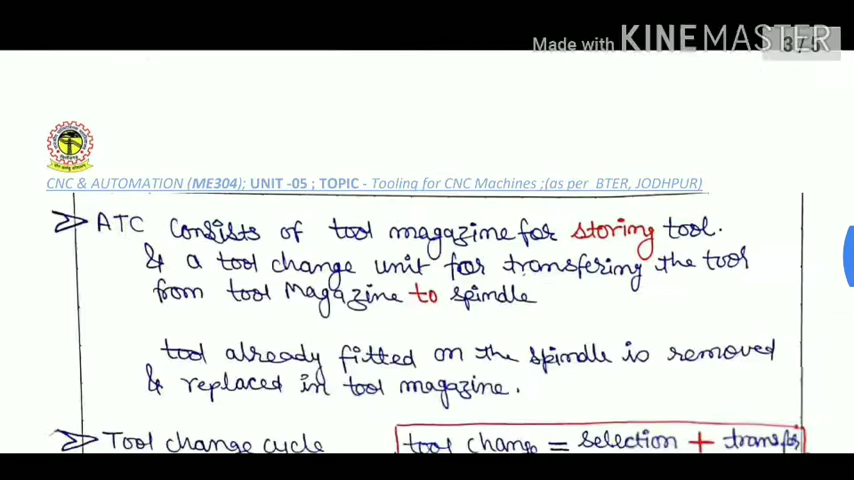 Made with KINEMASTER
3 / 5
CNC & AUTOMATION (ME304); UNIT -05 ; TOPIC - Tooling for CNC Machines ;(as per BTER, JODHPUR)
ATC consists of tool magazine for storing tool.
& a tool change unit for transfering the tool
from tool Magazine to spindle
tool already fitted on the spindle is removed
& replaced in tool magazine.
Tool change cycle
tool change = selection + transfer